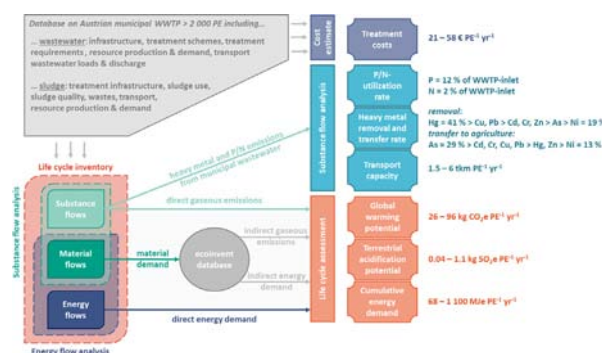 Database on Austrian municipal WWTP > 2 000 PE including…
… wastewater: infrastructure, treatment schemes, treatment
requirements, resource production & demand, transport
wastewater loads & discharge
… sludge: treatment infrastructure, sludge use,
sludge quality, wastes, transport,
resource production & demand
Life cycle inventory
Substance flow analysis
Substance
flows
Material
flows
Energy
flows
Energy flow analysis
heavy metal and P/N emissions
from municipal wastewater
direct gaseous emissions
material
demand
ecoinvent
database
indirect gaseous
emissions
indirect energy
demand
direct energy demand
Cost
estimate
Substance flow analysis
Life cycle assessment
Treatment
costs
P/N-
utilization
rate
Heavy metal
removal and
transfer rate
Transport
capacity
Global
warming
potential
Terrestrial
acidification
potential
Cumulative
energy
demand
21 – 58 € PE⁻¹ yr⁻¹
P = 12 % of WWTP-inlet
N = 2 % of WWTP-inlet
removal:
Hg = 41 % > Cu, Pb > Cd, Cr, Zn > As > Ni = 19 %
transfer to agriculture:
As = 29 % > Cd, Cr, Cu, Pb > Hg, Zn > Ni = 13 %
1.5 – 6 tkm PE⁻¹ yr⁻¹
26 – 96 kg CO₂e PE⁻¹ yr⁻¹
0.04 – 1.1 kg SO₂e PE⁻¹ yr⁻¹
68 – 1 100 MJe PE⁻¹ yr⁻¹